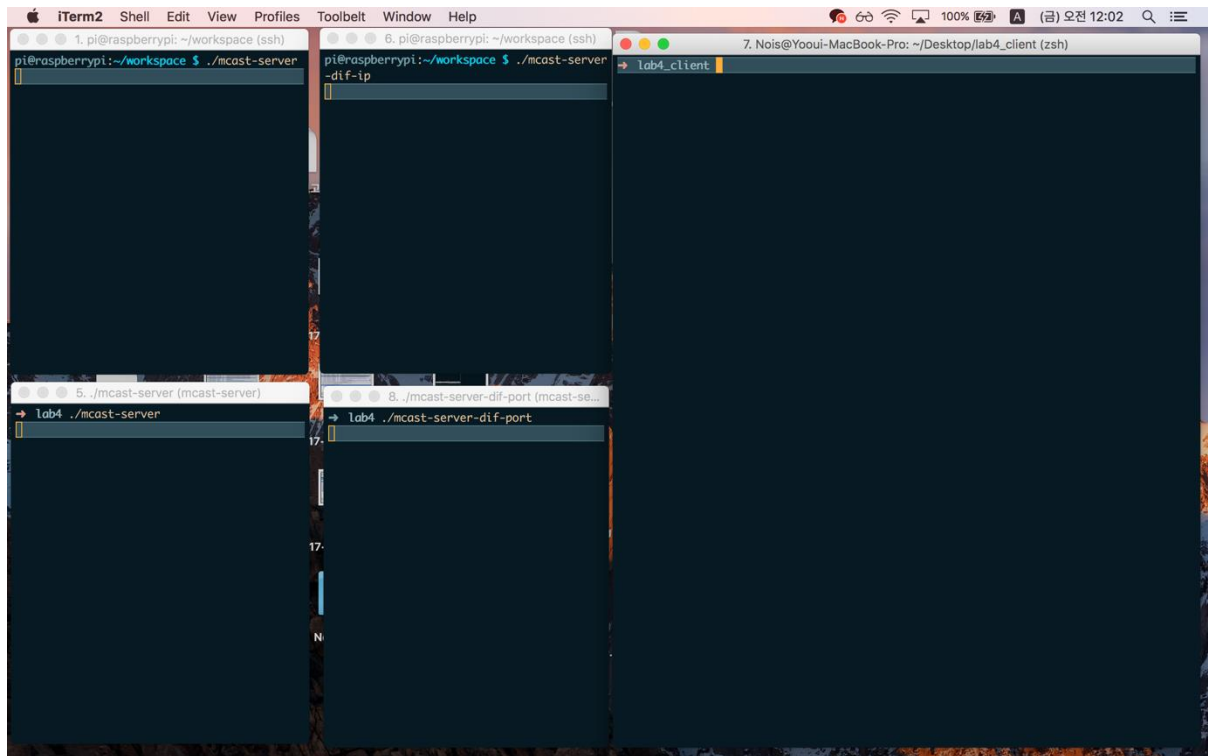 iTerm2 Shell Edit View Profiles Toolbelt Window Help 100% A (금) 오전 12:02
1. pi@raspberrypi: ~/workspace (ssh)
pi@raspberrypi:~/workspace $ ./mcast-server
6. pi@raspberrypi: ~/workspace (ssh)
pi@raspberrypi:~/workspace $ ./mcast-server
-dif-ip
7. Nois@Yooui-MacBook-Pro: ~/Desktop/lab4_client (zsh)
→ lab4_client
5. ./mcast-server (mcast-server)
→ lab4 ./mcast-server
8. ./mcast-server-dif-port (mcast-se...
→ lab4 ./mcast-server-dif-port
17
17-
17-